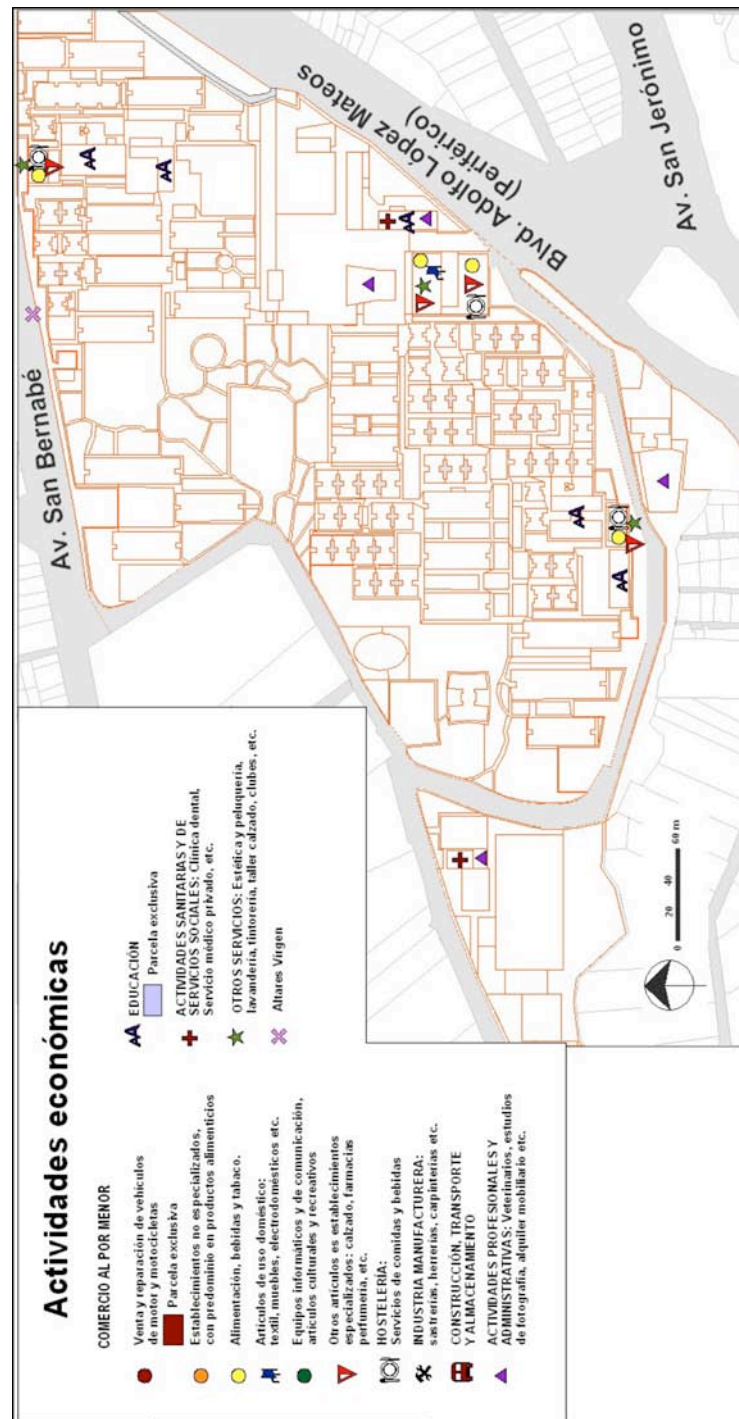 Actividades económicas
COMERCIO AL POR MENOR
Venta y reparación de vehículos
de motor y motocicletas
Parcela exclusiva
Establecimientos no especializados,
con predominio en productos alimenticios
Alimentación, bebidas y tabaco.
Artículos de uso doméstico:
textil, muebles, electrodomésticos etc.
Equipos informáticos y de comunicación,
artículos culturales y recreativos
Otros artículos es establecimientos
especializados: calzado, farmacias
perfumería, etc.
HOSTELERÍA:
Servicios de comidas y bebidas
INDUSTRIA MANUFACTURERA:
sastrerías, herrerías, carpinterías etc.
CONSTRUCCIÓN, TRANSPORTE
Y ALMACENAMIENTO
ACTIVIDADES PROFESIONALES Y
ADMINISTRATIVAS: Veterinarios, estudios
de fotografía, alquiler mobiliario etc.
EDUCACIÓN
Parcela exclusiva
ACTIVIDADES SANITARIAS Y DE
SERVICIOS SOCIALES: Clínica dental,
Servicio médico privado, etc.
OTROS SERVICIOS: Estética y peluquería,
lavandería, tintorería, taller calzado, clubes, etc.
Altares Virgen
Av. San Bernabé
Blvd. Adolfo López Mateos
(Periférico)
Av. San Jerónimo
0 20 40 60 m